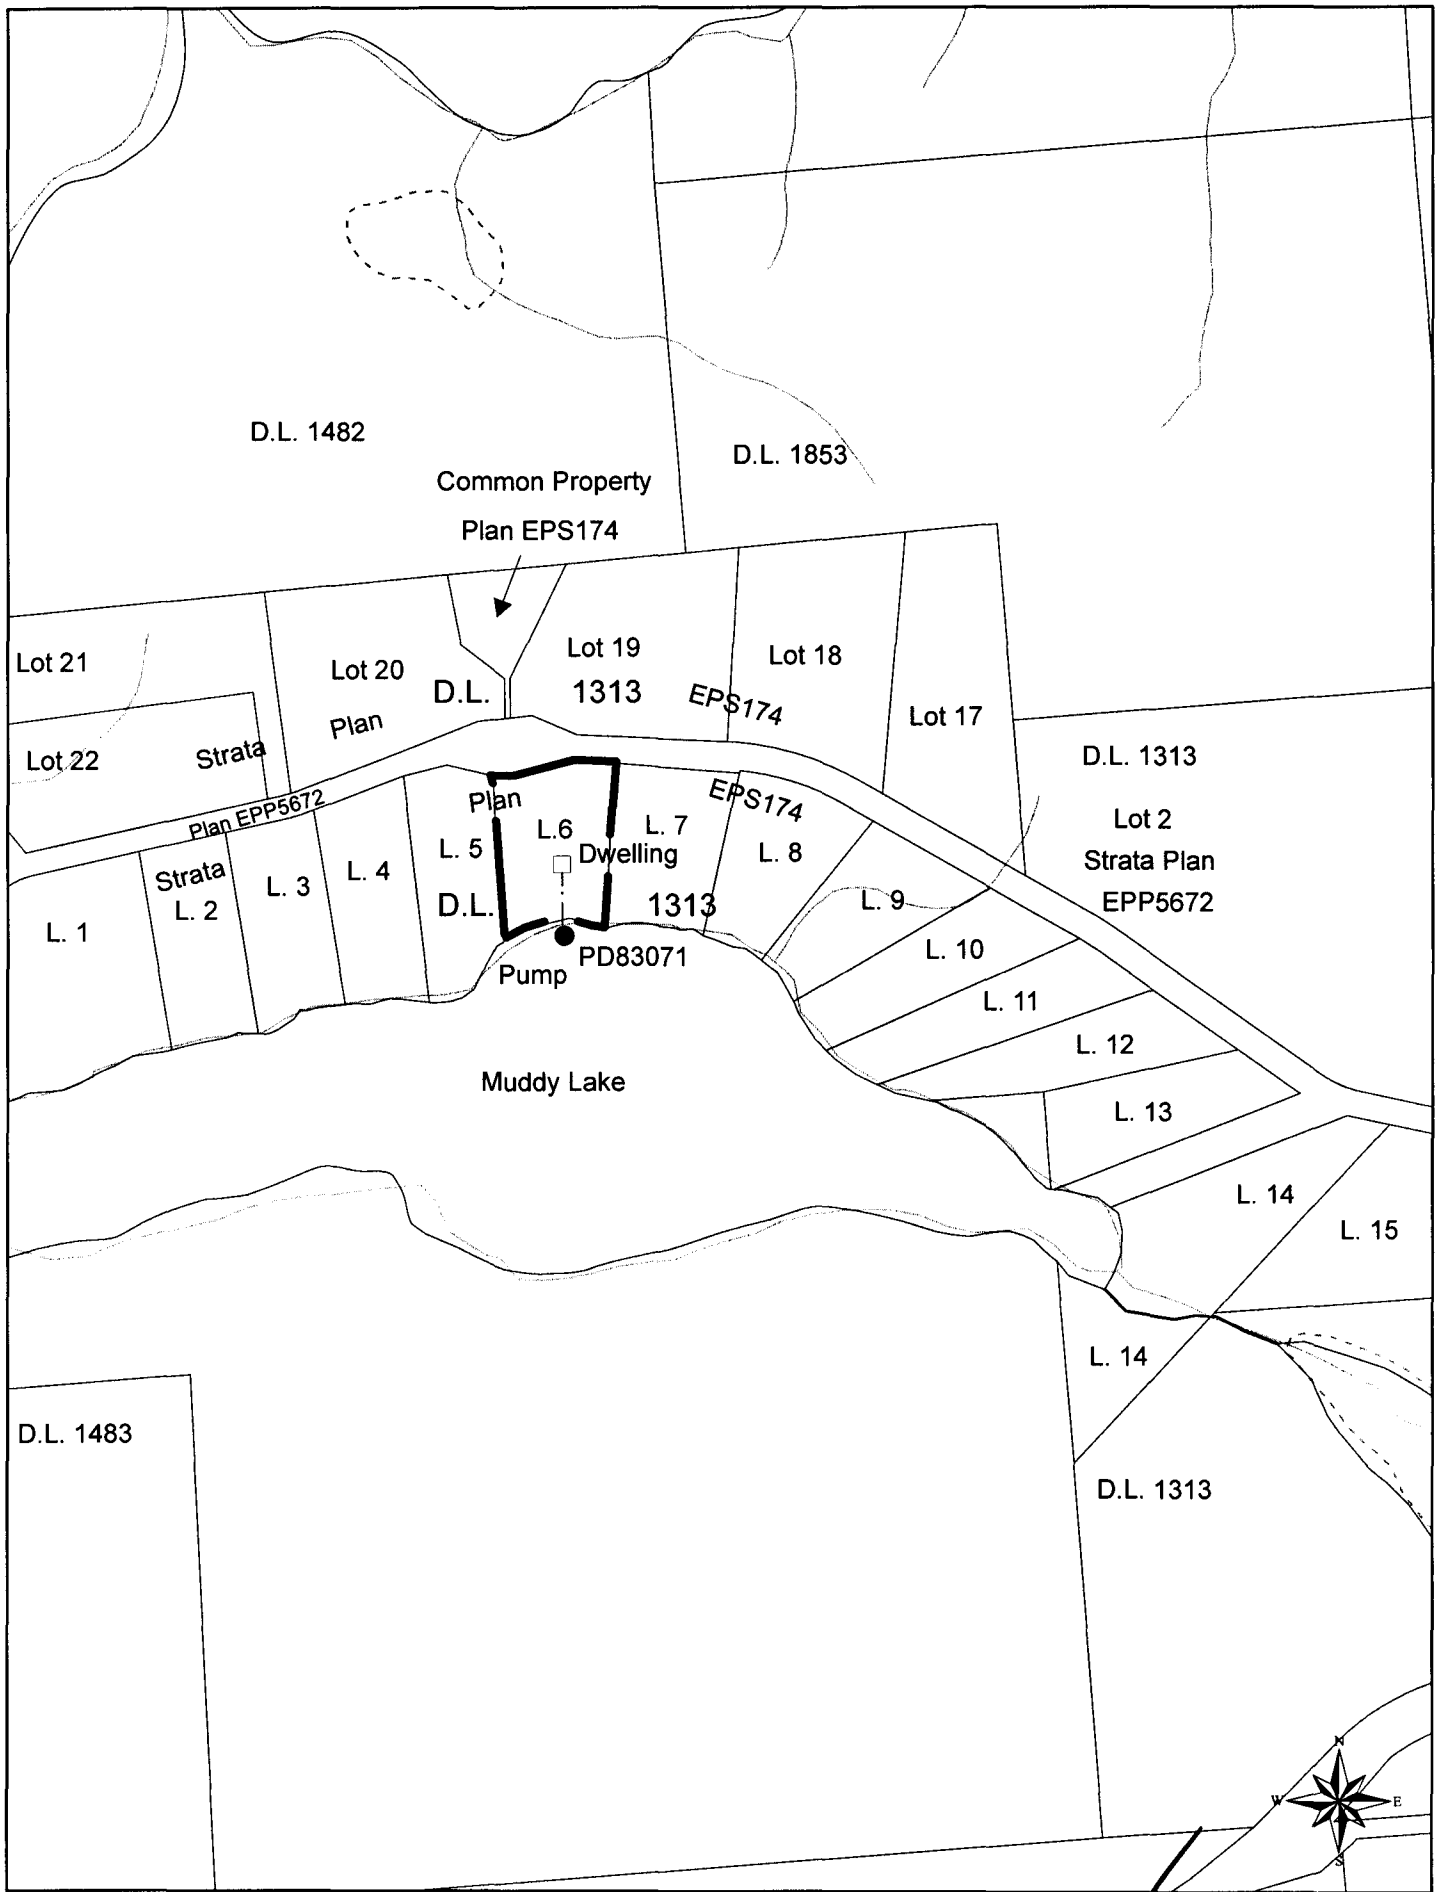 D.L. 1482
D.L. 1853
Common Property
Plan EPS174
Lot 21
Lot 20
Lot 19
Lot 18
D.L. 1313
EPS174
Lot 17
Plan
Strata
Lot 22
D.L. 1313
Lot 2
Strata Plan
EPP5672
Plan EPP5672
Plan
EPS174
L. 1
Strata
L. 2
L. 3
L. 4
L. 5
L.6
L. 7
L. 8
Dwelling
D.L. 1313
L. 9
L. 10
L. 11
L. 12
L. 13
PD83071
Pump
Muddy Lake
L. 14
L. 15
L. 14
D.L. 1483
D.L. 1313
N
W E
S